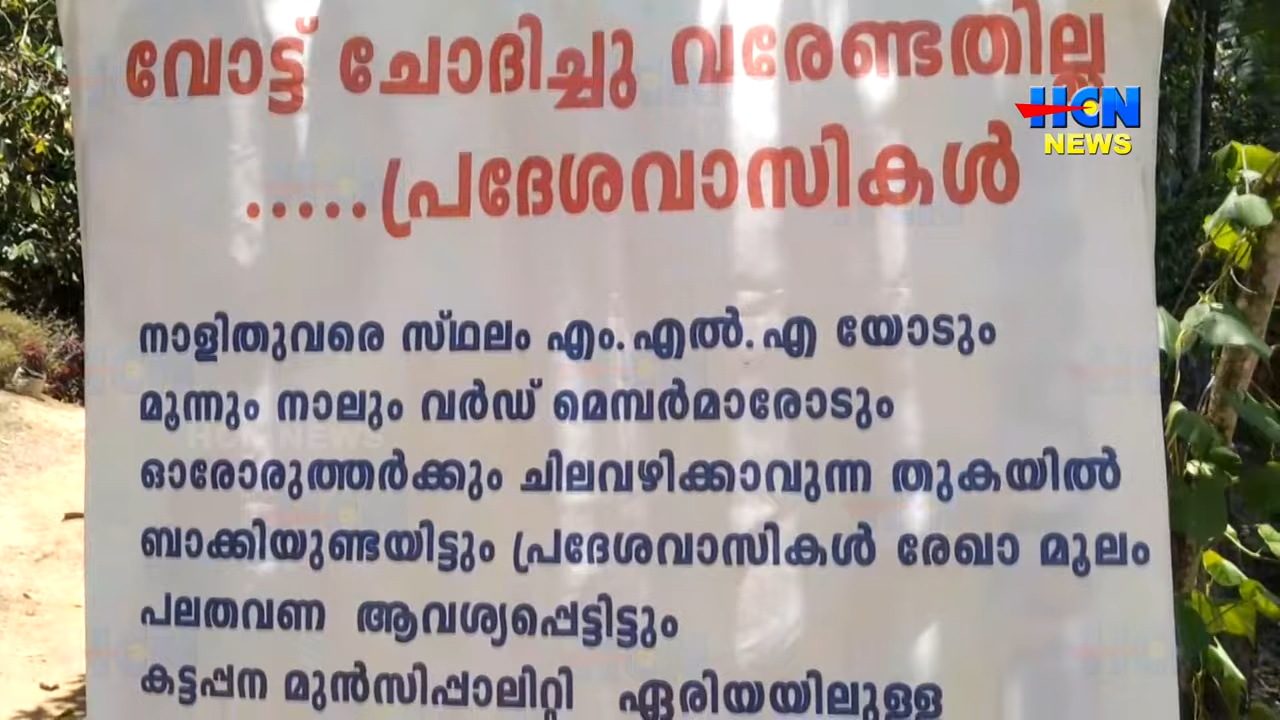 വോട്ട് ചോദിച്ചു വരേണ്ടതില്ല
.....പ്രദേശവാസികൾ
HCN
NEWS
നാളിതുവരെ സ്ഥലം എം.എൽ.എ യോടും
മൂന്നും നാലും വർഡ് മെമ്പർമാരോടും
ഓരോരുത്തർക്കും ചിലവഴിക്കാവുന്ന തുകയിൽ
ബാക്കിയുണ്ടയിട്ടും പ്രദേശവാസികൾ രേഖാ മൂലം
പലതവണ ആവശ്യപ്പെട്ടിട്ടും
കട്ടപ്പന മുൻസിപ്പാലിറ്റി ഏരിയയിലുള്ള